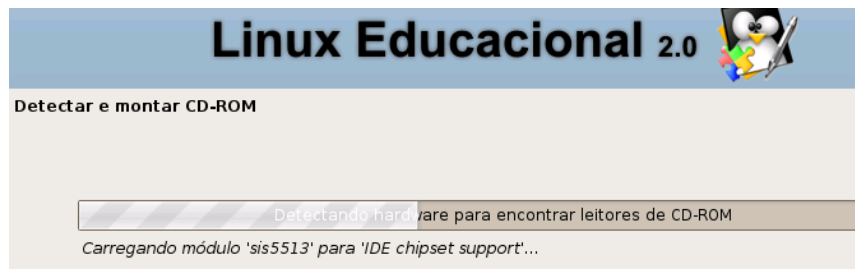 Linux Educacional 2.0
Detectar e montar CD-ROM
Detectando hardware para encontrar leitores de CD-ROM
Carregando módulo 'sis5513' para 'IDE chipset support'...